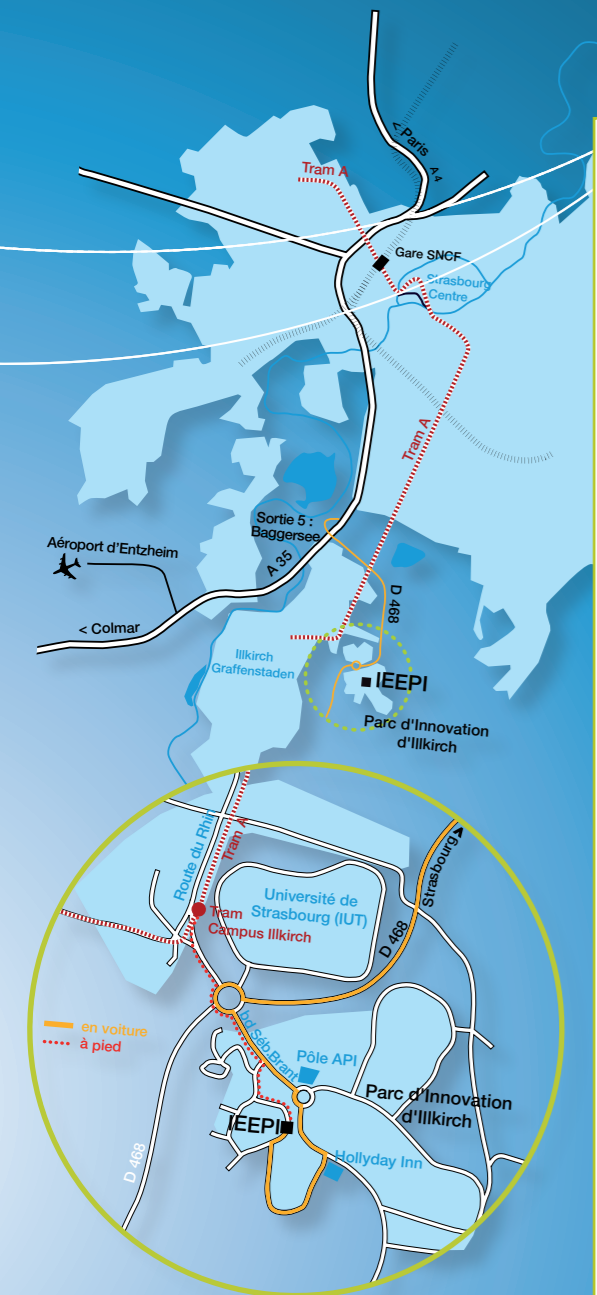 < Paris
A 4
Tram A
Gare SNCF
Strasbourg
Centre
Tram A
Sortie 5 :
Baggersee
Aéroport d'Entzheim
A 35
D 468
< Colmar
Illkirch
Graffenstaden
IEEPI
Parc d'Innovation
d'Illkirch
Route du Rhin
Tram A
Strasbourg
Université de
Strasbourg (IUT)
Tram
Campus Illkirch
D 468
en voiture
à pied
bd Séb.Brant
Pôle API
Parc d'Innovation
d'Illkirch
IEEPI
Hollyday Inn
D 468